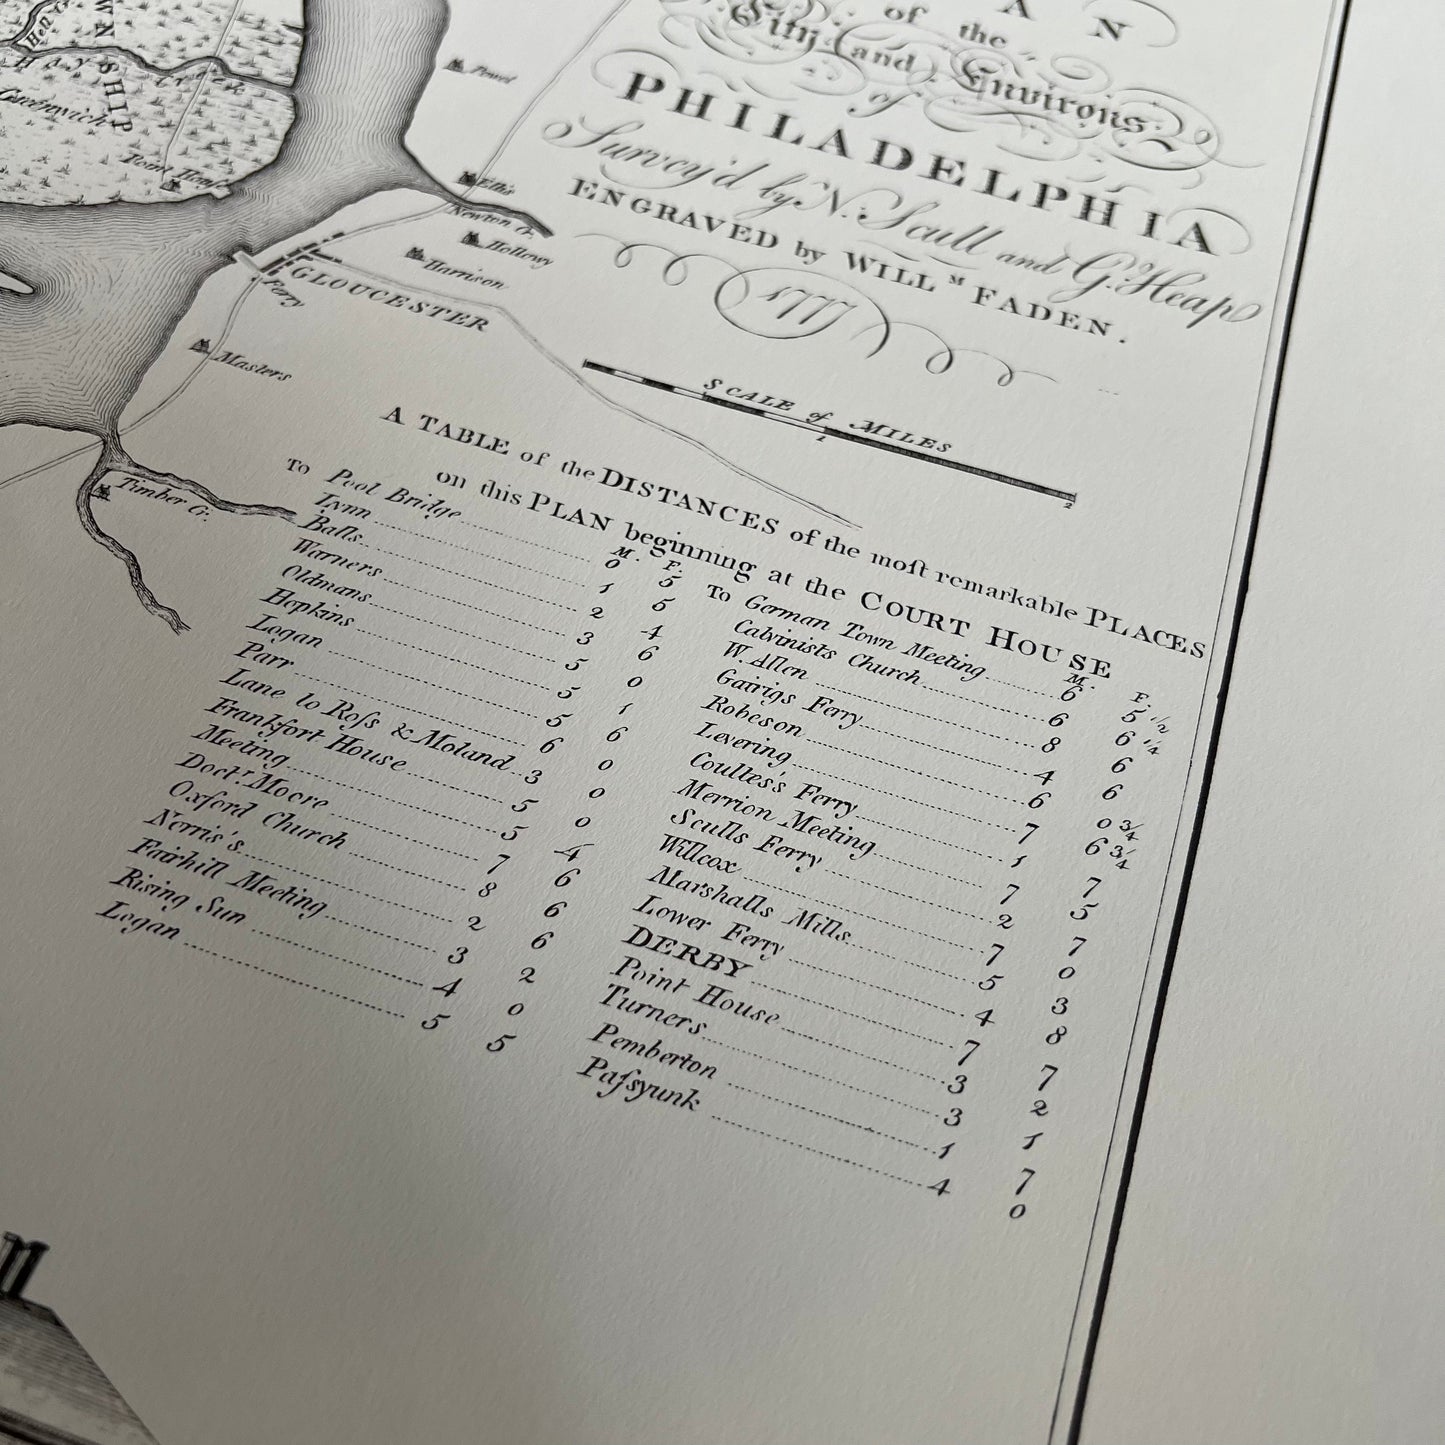 AN
of the
City and Environs
of
PHILADELPHIA
Survey'd by N. Scull and G. Heap
ENGRAVED by WILL.M FADEN.
1777
SCALE of MILES
1
2
TOWNSHIP
Hay Creek
Greenwich
Point House
Powel
Ellis
Newton Cr.
Hollowy
Harrison
GLOUCESTER
Ferry
Masters
Timber Cr.
A TABLE of the DISTANCES of the moſt remarkable PLACES
on this PLAN beginning at the COURT HOUSE
M. F.
To Pool Bridge 0 5
Lynn 1 5
Balls 2 4
Warners 3 6
Oldmans 5 0
Hopkins 5 1
Logan 5 6
Parr 6 0
Lane to Roſs & Moland 3 0
Frankfort House 5 0
Meeting 5 4
Doct.r Moore 7 6
Oxford Church 8 6
Norris's 2 6
Fairhill Meeting 3 2
Rising Sun 4 0
Logan 5 5
M. F.
To German Town Meeting 6 5 1/2
Calvinists Church 6 6 1/4
W. Allen 8 6
Gairigs Ferry 4 6
Robeson 6 0 3/4
Levering 7 6 3/4
Coultes's Ferry 1 7
Merrion Meeting 7 5
Sculls Ferry 2 7
Willcox 7 0
Marshalls Mills 5 3
Lower Ferry 4 8
DERBY 7 7
Point House 3 2
Turners 3 1
Pemberton 1 7
Paſsyunk 4 0